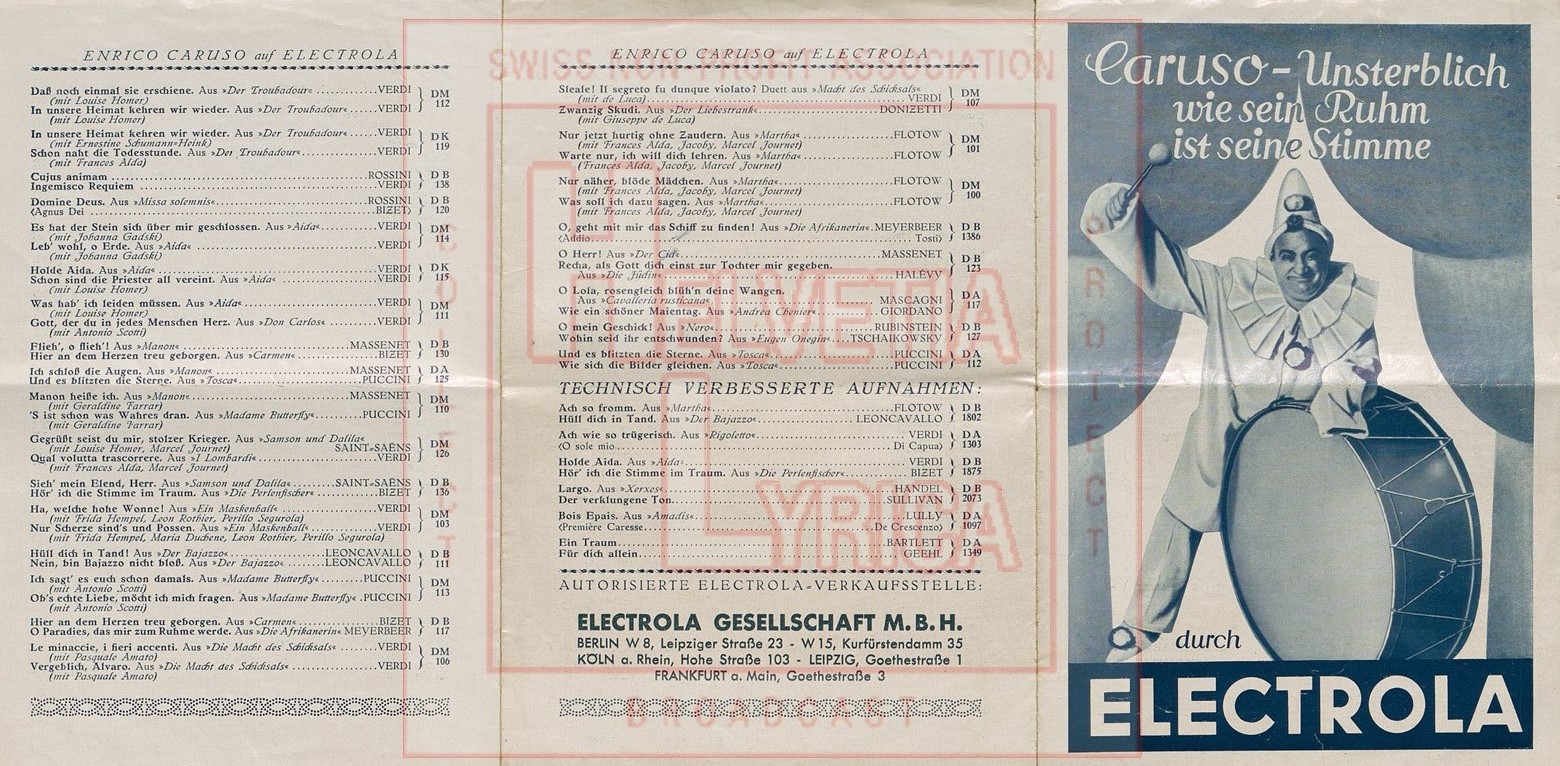 ENRICO CARUSO auf ELECTROLA
Daß noch einmal sie erschiene. Aus »Der Troubadour« ....VERDI } DM
(mit Louise Homer) 112
In unsere Heimat kehren wir wieder. Aus »Der Troubadour« ...VERDI
(mit Louise Homer)
In unsere Heimat kehren wir wieder. Aus »Der Troubadour« ...VERDI } DK
(mit Ernestine Schumann=Heink) 119
Schon naht die Todesstunde. Aus »Der Troubadour«..........VERDI
(mit Frances Alda)
Cujus animam ..........ROSSINI } DB
Ingemisco Requiem ..........VERDI 138
Domine Deus. Aus »Missa solemnis«..........ROSSINI } DB
(Agnus Dei ..........BIZET) 120
Es hat der Stein sich über mir geschlossen. Aus »Aida«..........VERDI } DM
(mit Johanna Gadski) 114
Leb' wohl, o Erde. Aus »Aida« ..........VERDI
(mit Johanna Gadski)
Holde Aida. Aus »Aida«..........VERDI } DK
Schon sind die Priester all vereint. Aus »Aida«..........VERDI 115
(mit Louise Homer)
Was hab' ich leiden müssen. Aus »Aida« ..........VERDI } DM
(mit Louise Homer) 111
Gott, der du in jedes Menschen Herz. Aus »Don Carlos« ..........VERDI
(mit Antonio Scotti)
Flieh', o flieh'! Aus »Manon«..........MASSENET } DB
Hier an dem Herzen treu geborgen. Aus »Carmen«..........BIZET 130
Ich schloß die Augen. Aus »Manon«..........MASSENET } DA
Und es blitzten die Sterne. Aus »Tosca«..........PUCCINI 125
Manon heiße ich. Aus »Manon«..........MASSENET } DM
(mit Geraldine Farrar) 110
'S ist schon was Wahres dran. Aus »Madame Butterfly«..........PUCCINI
(mit Geraldine Farrar)
Gegrüßt seist du mir, stolzer Krieger. Aus »Samson und Dalila«
(mit Louise Homer, Marcel Journet) SAINT=SAËNS } DM
Qual volutta trascorrere. Aus »I Lombardi«..........VERDI 126
(mit Frances Alda, Marcel Journet)
Sieh' mein Elend, Herr. Aus »Samson und Dalila«..........SAINT=SAËNS } DB
Hör' ich die Stimme im Traum. Aus »Die Perlenfischer«..........BIZET 136
Ha, welche hohe Wonne! Aus »Ein Maskenball«..........VERDI } DM
(mit Frida Hempel, Leon Rothier, Perillo Segurola) 103
Nur Scherze sind's und Possen. Aus »Ein Maskenball«..........VERDI
(mit Frida Hempel, Maria Duchene, Leon Rothier, Perillo Segurola)
Hüll dich in Tand! Aus »Der Bajazzo«..........LEONCAVALLO } DB
Nein, bin Bajazzo nicht bloß. Aus »Der Bajazzo«..........LEONCAVALLO 111
Ich sagt' es euch schon damals. Aus »Madame Butterfly«..........PUCCINI } DM
(mit Antonio Scotti) 113
Ob's echte Liebe, möcht ich mich fragen. Aus »Madame Butterfly« .PUCCINI
(mit Antonio Scotti)
Hier an dem Herzen treu geborgen. Aus »Carmen«..........BIZET } DB
O Paradies, das mir zum Ruhme werde. Aus »Die Afrikanerin« MEYERBEER 117
Le minaccie, i fieri accenti. Aus »Die Macht des Schicksals«..........VERDI } DM
(mit Pasquale Amato) 106
Vergeblich, Alvaro. Aus »Die Macht des Schicksals«..........VERDI
(mit Pasquale Amato)
ENRICO CARUSO auf ELECTROLA
Sleale! Il segreto fu dunque violato? Duett aus »Macht des Schicksals«
(mit de Luca)..........VERDI } DM
Zwanzig Skudi. Aus »Der Liebestrank«..........DONIZETTI 107
(mit Giuseppe de Luca)
Nur jetzt hurtig ohne Zaudern. Aus »Martha«..........FLOTOW } DM
(mit Frances Alda, Jacoby, Marcel Journet) 101
Warte nur, ich will dich lehren. Aus »Martha«..........FLOTOW
(Frances Alda, Jacoby, Marcel Journet)
Nur näher, blöde Mädchen. Aus »Martha«..........FLOTOW } DM
(mit Frances Alda, Jacoby, Marcel Journet) 100
Was soll ich dazu sagen. Aus »Martha«..........FLOTOW
(mit Frances Alda, Jacoby, Marcel Journet)
O, geht mit mir das Schiff zu finden! Aus »Die Afrikanerin«.MEYERBEER } DB
(Addio..........Tosti) 1386
O Herr! Aus »Der Cid«..........MASSENET } DB
Recha, als Gott dich einst zur Tochter mir gegeben. 123
Aus »Die Jüdin«..........HALÉVY
O Lola, rosengleich blüh'n deine Wangen.
Aus »Cavalleria rusticana«..........MASCAGNI } DA
Wie ein schöner Maientag. Aus »Andrea Chenier«..........GIORDANO 117
O mein Geschick! Aus »Nero«..........RUBINSTEIN } DB
Wohin seid ihr entschwunden? Aus »Eugen Onegin«....TSCHAIKOWSKY 127
Und es blitzten die Sterne. Aus »Tosca«..........PUCCINI } DA
Wie sich die Bilder gleichen. Aus »Tosca«..........PUCCINI 112
TECHNISCH VERBESSERTE AUFNAHMEN:
Ach so fromm. Aus »Martha«..........FLOTOW } DB
Hüll dich in Tand. Aus »Der Bajazzo«..........LEONCAVALLO 1802
Ach wie so trügerisch. Aus »Rigoletto«..........VERDI } DA
(O sole mio..........Di Capua) 1303
Holde Aida. Aus »Aida«..........VERDI } DB
Hör' ich die Stimme im Traum. Aus »Die Perlenfischer«..........BIZET 1875
Largo. Aus »Xerxes«..........HÄNDEL } DB
Der verklungene Ton..........SULLIVAN 2073
Bois Epais. Aus »Amadis«..........LULLY } DA
(Première Caresse..........De Crescenzo) 1097
Ein Traum..........BARTLETT } DA
Für dich allein..........GEEHL 1349
AUTORISIERTE ELECTROLA=VERKAUFSSTELLE:
ELECTROLA GESELLSCHAFT M.B.H.
BERLIN W 8, Leipziger Straße 23 - W 15, Kurfürstendamm 35
KÖLN a. Rhein, Hohe Straße 103 - LEIPZIG, Goethestraße 1
FRANKFURT a. Main, Goethestraße 3
Caruso - Unsterblich
wie sein Ruhm
ist seine Stimme
durch
ELECTROLA
SWISS NON PROFIT ASSOCIATION
HELVETIA
LYRICA
BROADCAST
PROTECT